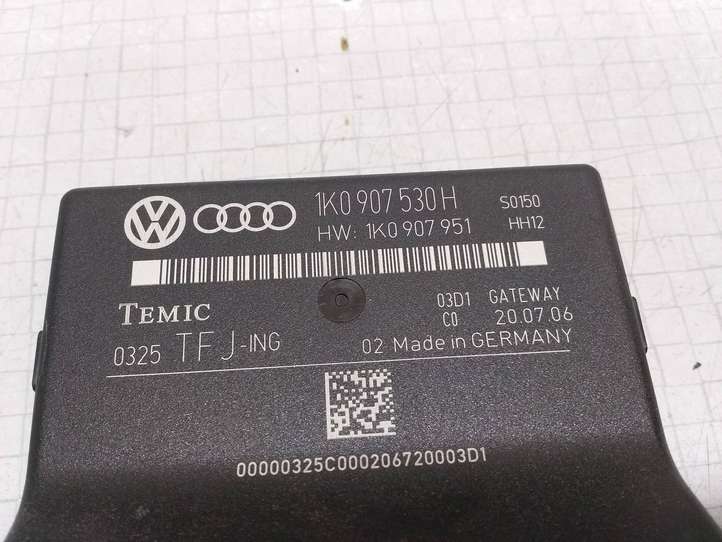 1K0 907 530 H S0150
HW: 1K0 907 951 HH12
TEMIC 03D1 GATEWAY
C0 20.07.06
0325 TFJ-ING 02 Made in GERMANY
00000325C000206720003D1